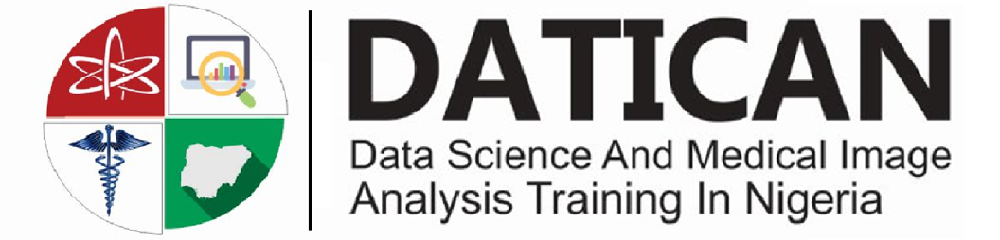 DATICAN
Data Science And Medical Image
Analysis Training In Nigeria